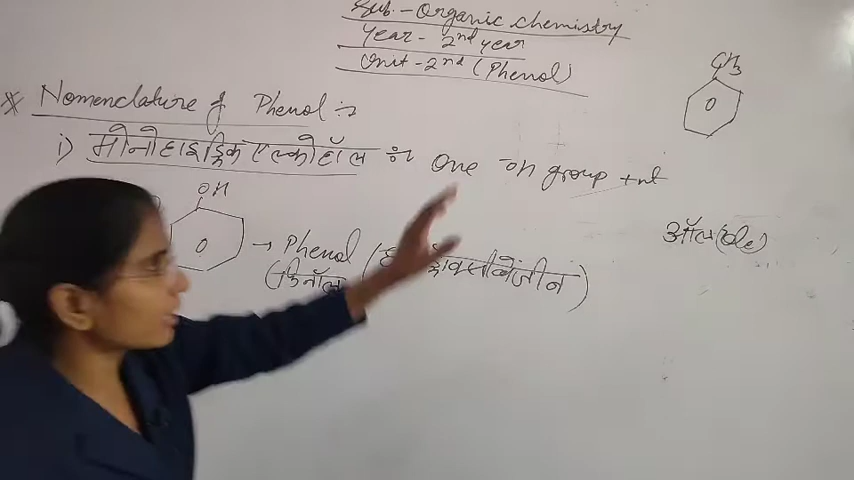 Sub. - Organic chemistry
Year - 2nd year
Unit - 2nd (Phenol)
CH3
* Nomenclature of Phenol :-
i) मोनोहाइड्रिक एल्कोहॉल :- One -OH group +nt
OH
→ Phenol
ऑल (ole)
(फिनॉल